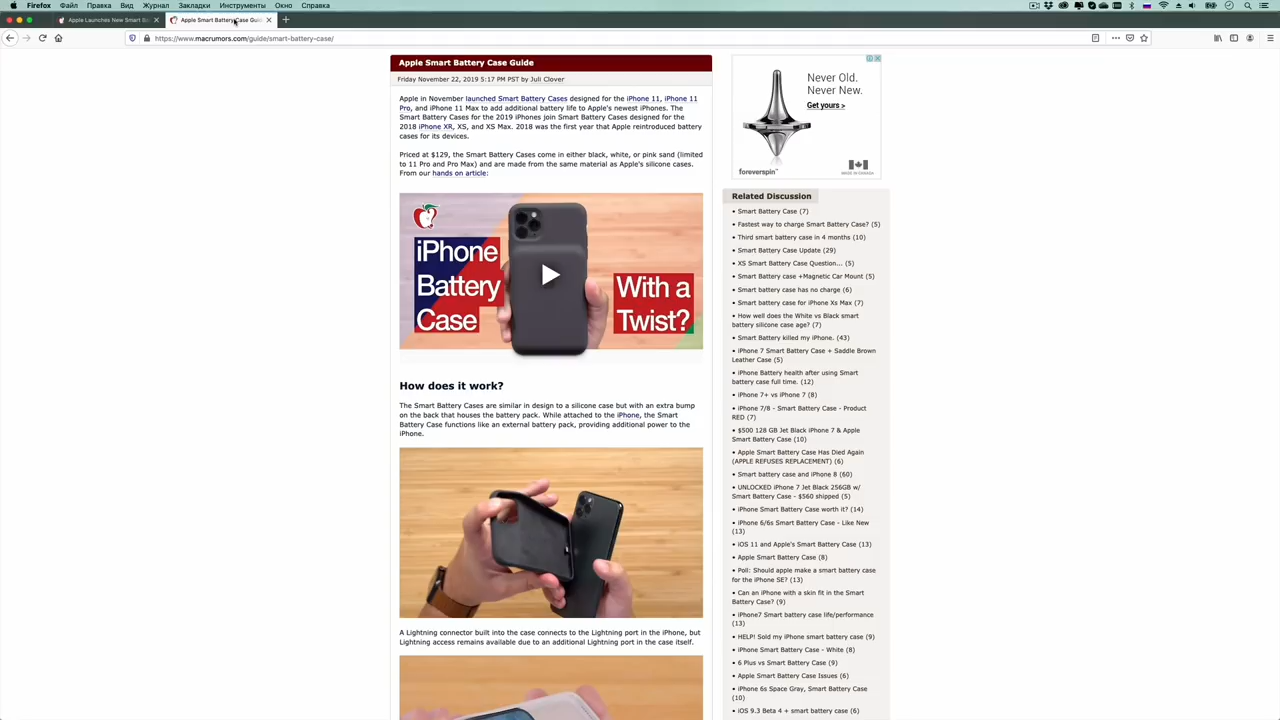 Firefox Файл Правка Вид Журнал Закладки Инструменты Окно Справка
Apple Launches New Smart Ba
Apple Smart Battery Case Guid
https://www.macrumors.com/guide/smart-battery-case/
Apple Smart Battery Case Guide
Friday November 22, 2019 5:17 PM PST by Juli Clover
Apple in November launched Smart Battery Cases designed for the iPhone 11, iPhone 11
Pro, and iPhone 11 Max to add additional battery life to Apple's newest iPhones. The
Smart Battery Cases for the 2019 iPhones join Smart Battery Cases designed for the
2018 iPhone XR, XS, and XS Max. 2018 was the first year that Apple reintroduced battery
cases for its devices.
Priced at $129, the Smart Battery Cases come in either black, white, or pink sand (limited
to 11 Pro and Pro Max) and are made from the same material as Apple's silicone cases.
From our hands on article:
iPhone
Battery
Case
With a
Twist?
How does it work?
The Smart Battery Cases are similar in design to a silicone case but with an extra bump
on the back that houses the battery pack. While attached to the iPhone, the Smart
Battery Case functions like an external battery pack, providing additional power to the
iPhone.
A Lightning connector built into the case connects to the Lightning port in the iPhone, but
Lightning access remains available due to an additional Lightning port in the case itself.
Never Old.
Never New.
Get yours >
foreverspin
MADE IN CANADA
Related Discussion
• Smart Battery Case (7)
• Fastest way to charge Smart Battery Case? (5)
• Third smart battery case in 4 months (10)
• Smart Battery Case Update (29)
• XS Smart Battery Case Question... (5)
• Smart Battery case +Magnetic Car Mount (5)
• Smart battery case has no charge (6)
• Smart battery case for iPhone Xs Max (7)
• How well does the White vs Black smart
battery silicone case age? (7)
• Smart Battery killed my iPhone. (43)
• iPhone 7 Smart Battery Case + Saddle Brown
Leather Case (5)
• iPhone Battery health after using Smart
battery case full time. (12)
• iPhone 7+ vs iPhone 7 (8)
• iPhone 7/8 - Smart Battery Case - Product
RED (7)
• $500 128 GB Jet Black iPhone 7 & Apple
Smart Battery Case (10)
• Apple Smart Battery Case Has Died Again
(APPLE REFUSES REPLACEMENT) (6)
• Smart battery case and iPhone 8 (60)
• UNLOCKED iPhone 7 Jet Black 256GB w/
Smart Battery Case - $560 shipped (5)
• iPhone Smart Battery Case worth it? (14)
• iPhone 6/6s Smart Battery Case - Like New
(13)
• iOS 11 and Apple's Smart Battery Case (13)
• Apple Smart Battery Case (8)
• Poll: Should apple make a smart battery case
for the iPhone SE? (13)
• Can an iPhone with a skin fit in the Smart
Battery Case? (9)
• iPhone7 Smart battery case life/performance
(13)
• HELP! Sold my iPhone smart battery case (9)
• iPhone Smart Battery Case - White (8)
• 6 Plus vs Smart Battery Case (9)
• Apple Smart Battery Case Issues (6)
• iPhone 6s Space Gray, Smart Battery Case
(10)
• iOS 9.3 Beta 4 + smart battery case (6)